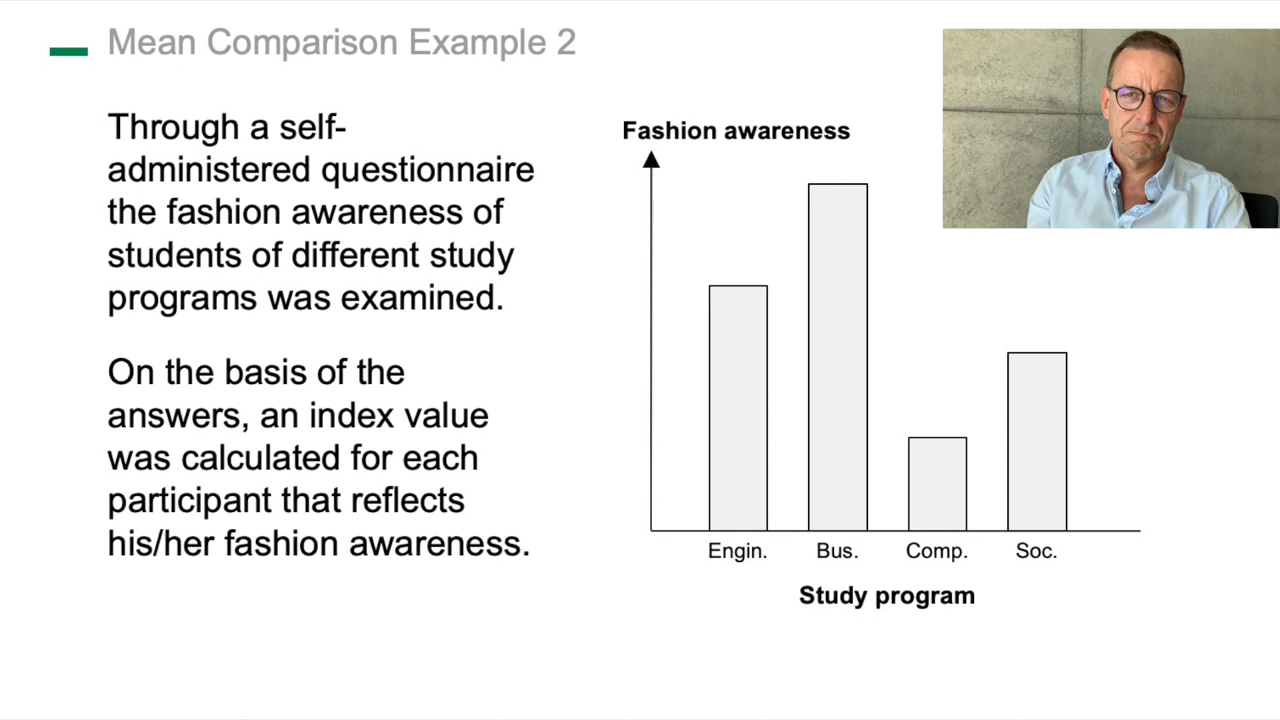 Mean Comparison Example 2
Through a self-
administered questionnaire
the fashion awareness of
students of different study
programs was examined.
On the basis of the
answers, an index value
was calculated for each
participant that reflects
his/her fashion awareness.
Fashion awareness
Engin. Bus. Comp. Soc.
Study program